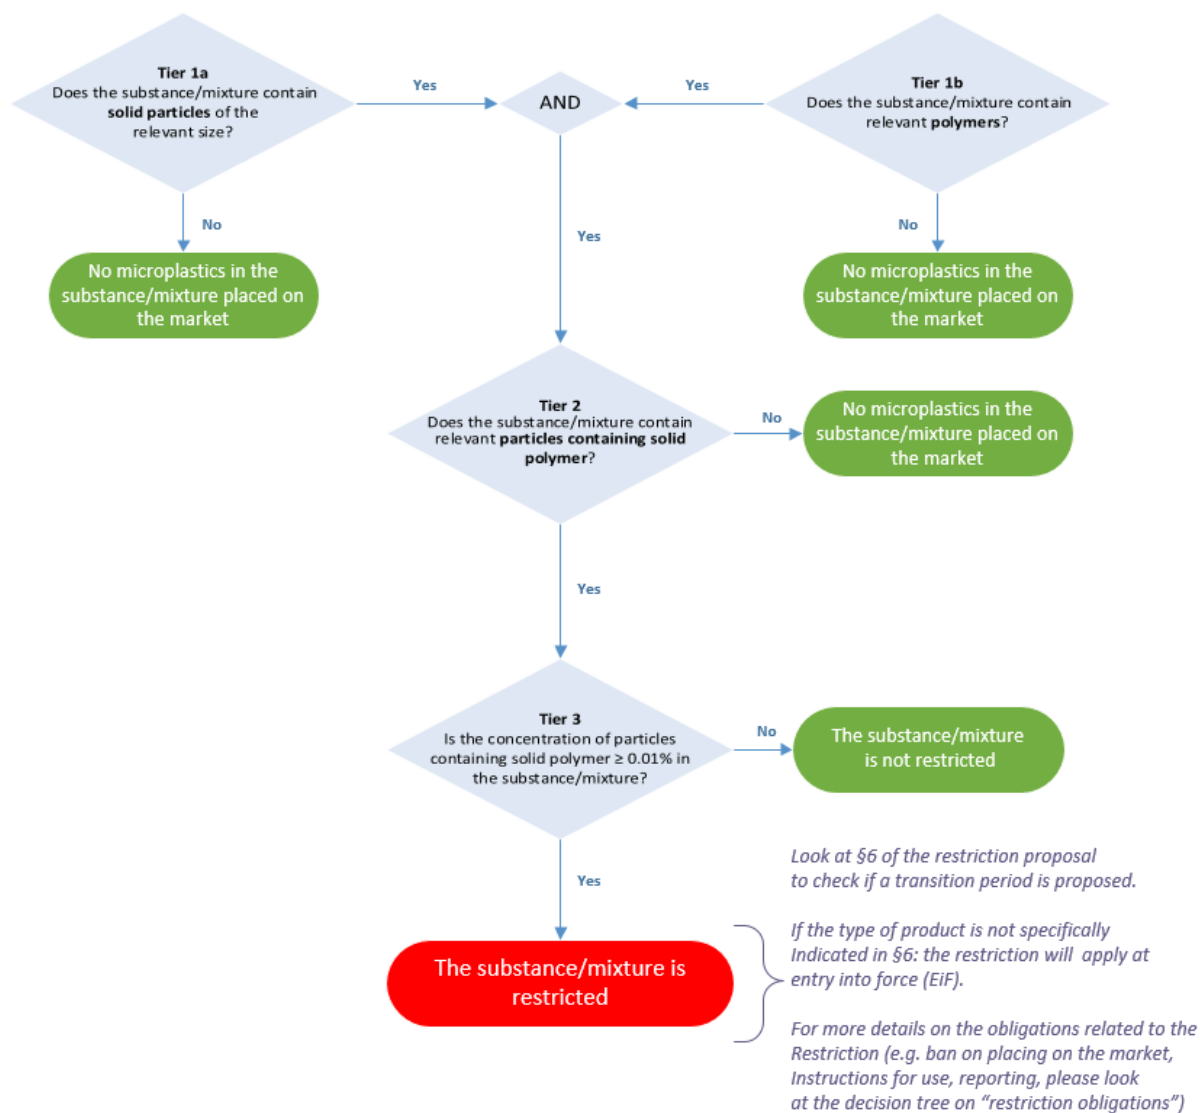 Tier 1a
Does the substance/mixture contain
solid particles of the
relevant size?
Yes
AND
Yes
Tier 1b
Does the substance/mixture contain
relevant polymers?
No
No microplastics in the
substance/mixture placed on
the market
Yes
No
No microplastics in the
substance/mixture placed on
the market
Tier 2
Does the substance/mixture contain
relevant particles containing solid
polymer?
No
No microplastics in the
substance/mixture placed on
the market
Yes
Tier 3
Is the concentration of particles
containing solid polymer ≥ 0.01% in
the substance/mixture?
No
The substance/mixture
is not restricted
Yes
The substance/mixture is
restricted
Look at §6 of the restriction proposal
to check if a transition period is proposed.
If the type of product is not specifically
Indicated in §6: the restriction will apply at
entry into force (EiF).
For more details on the obligations related to the
Restriction (e.g. ban on placing on the market,
Instructions for use, reporting, please look
at the decision tree on “restriction obligations”)